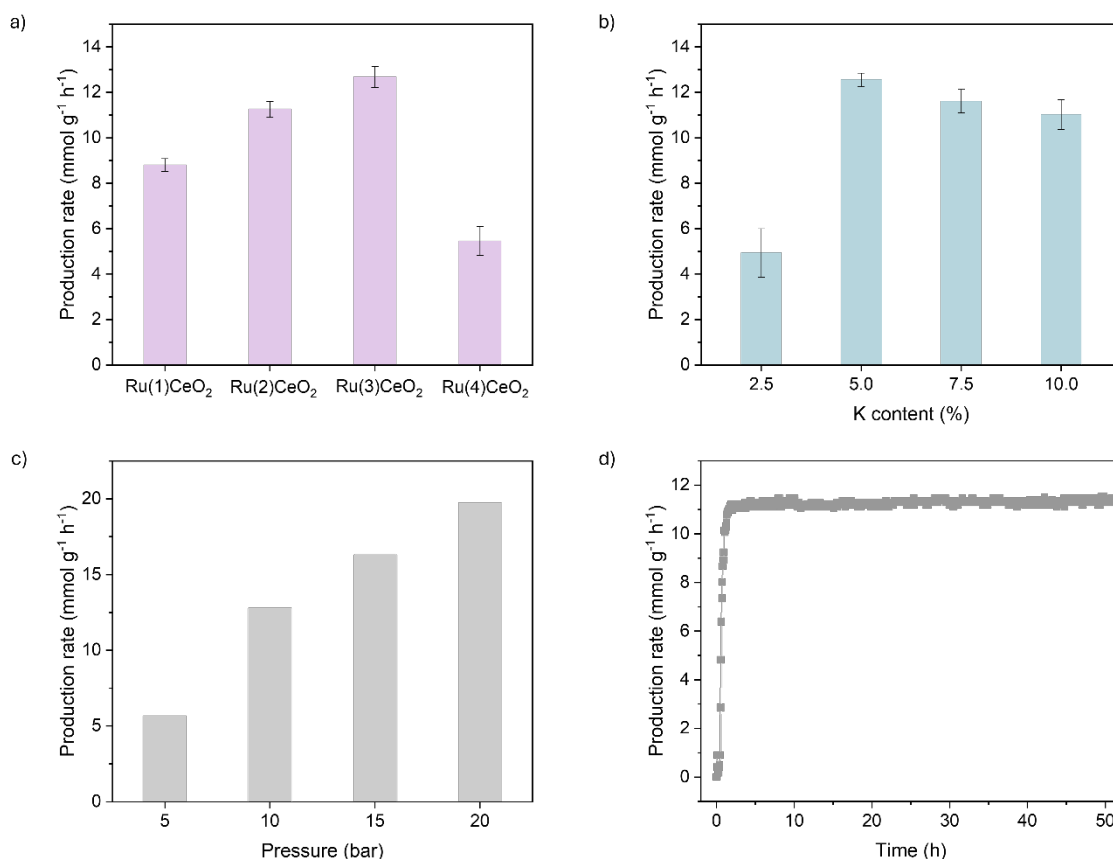 a)
Production rate (mmol g⁻¹ h⁻¹)
14
12
10
8
6
4
2
0
Ru(1)CeO₂ Ru(2)CeO₂ Ru(3)CeO₂ Ru(4)CeO₂
b)
Production rate (mmol g⁻¹ h⁻¹)
14
12
10
8
6
4
2
0
2.5 5.0 7.5 10.0
K content (%)
c)
Production rate (mmol g⁻¹ h⁻¹)
20
15
10
5
0
5 10 15 20
Pressure (bar)
d)
Production rate (mmol g⁻¹ h⁻¹)
12
10
8
6
4
2
0
0 10 20 30 40 50
Time (h)